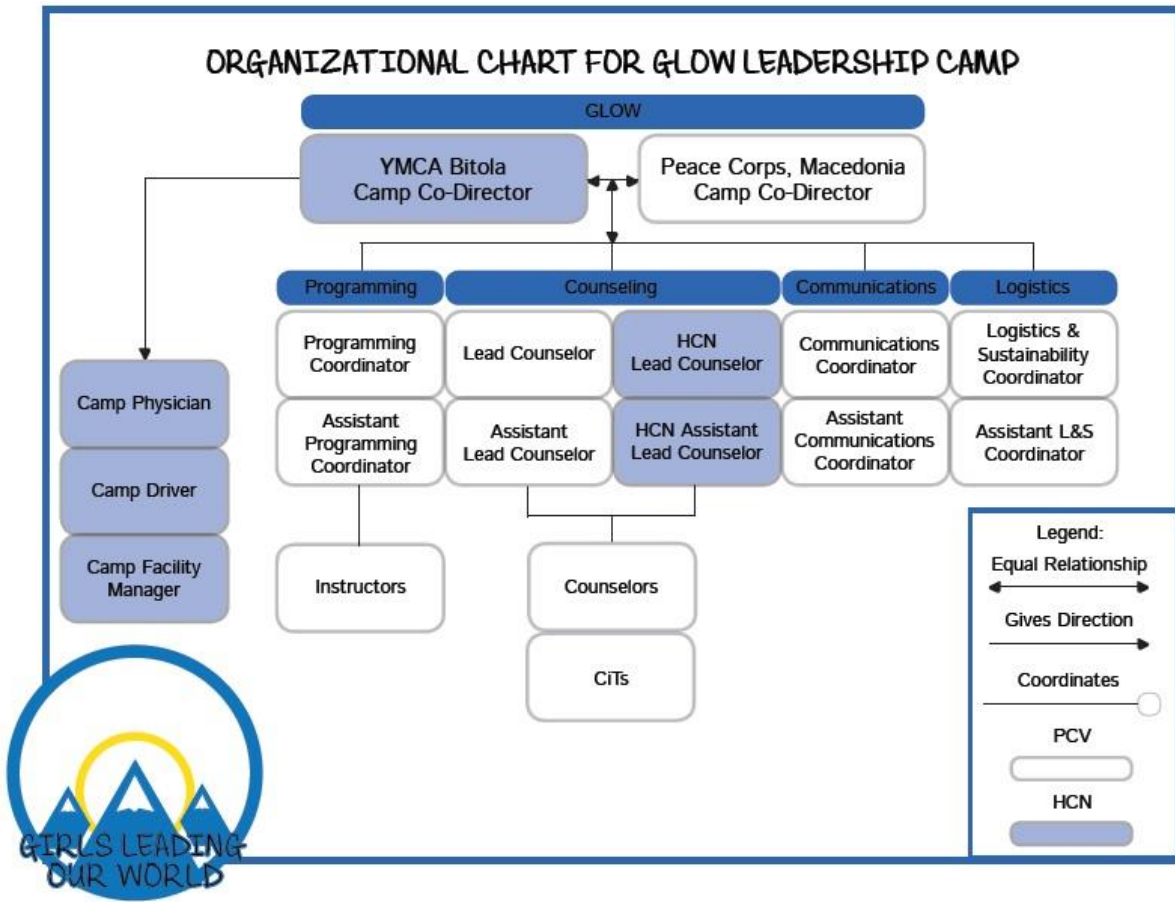 ORGANIZATIONAL CHART FOR GLOW LEADERSHIP CAMP
GLOW
YMCA Bitola
Camp Co-Director
Peace Corps, Macedonia
Camp Co-Director
Programming
Counseling
Communications
Logistics
Programming
Coordinator
Lead Counselor
HCN
Lead Counselor
Communications
Coordinator
Logistics &
Sustainability
Coordinator
Assistant
Programming
Coordinator
Assistant
Lead Counselor
HCN Assistant
Lead Counselor
Assistant
Communications
Coordinator
Assistant L&S
Coordinator
Camp Physician
Camp Driver
Camp Facility
Manager
Instructors
Counselors
CiTs
Legend:
Equal Relationship
Gives Direction
Coordinates
PCV
HCN
GIRLS LEADING
OUR WORLD